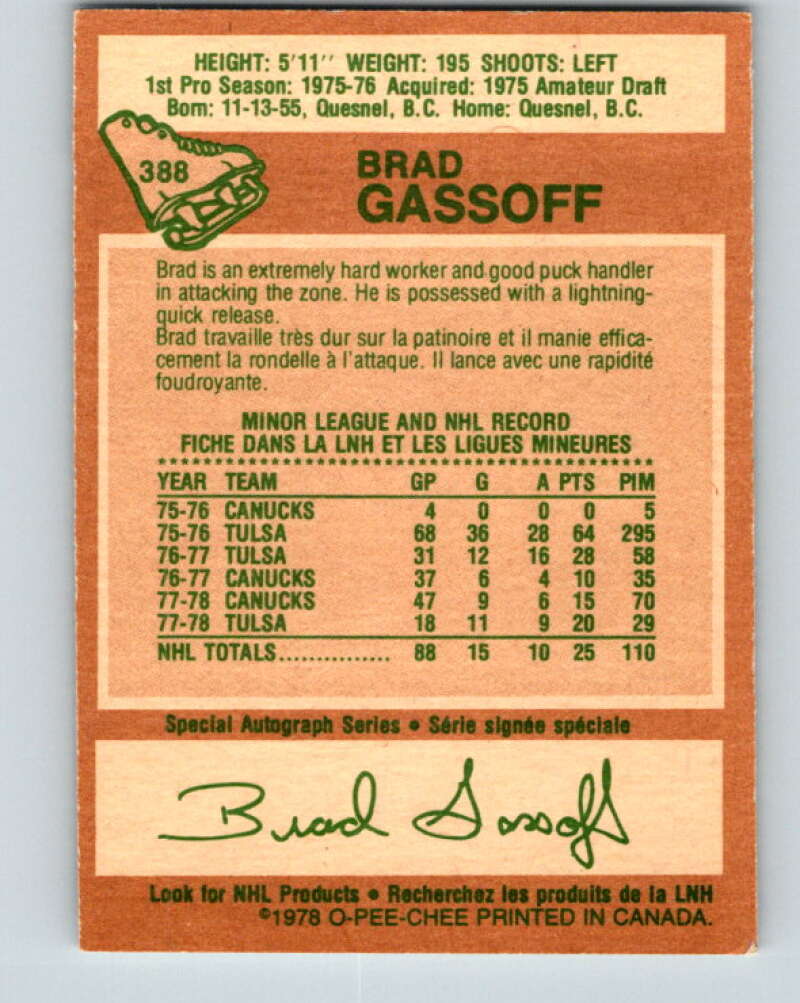 HEIGHT: 5'11" WEIGHT: 195 SHOOTS: LEFT
1st Pro Season: 1975-76 Acquired: 1975 Amateur Draft
Born: 11-13-55, Quesnel, B.C. Home: Quesnel, B.C.
388
BRAD
GASSOFF
Brad is an extremely hard worker and good puck handler
in attacking the zone. He is possessed with a lightning-
quick release.
Brad travaille très dur sur la patinoire et il manie effica-
cement la rondelle à l'attaque. Il lance avec une rapidité
foudroyante.
MINOR LEAGUE AND NHL RECORD
FICHE DANS LA LNH ET LES LIGUES MINEURES
YEAR TEAM GP G A PTS PIM
75-76 CANUCKS 4 0 0 0 5
75-76 TULSA 68 36 28 64 295
76-77 TULSA 31 12 16 28 58
76-77 CANUCKS 37 6 4 10 35
77-78 CANUCKS 47 9 6 15 70
77-78 TULSA 18 11 9 20 29
NHL TOTALS............... 88 15 10 25 110
Special Autograph Series • Série signée spéciale
Brad Gassoff
Look for NHL Products • Recherchez les produits de la LNH
©1978 O-PEE-CHEE PRINTED IN CANADA.